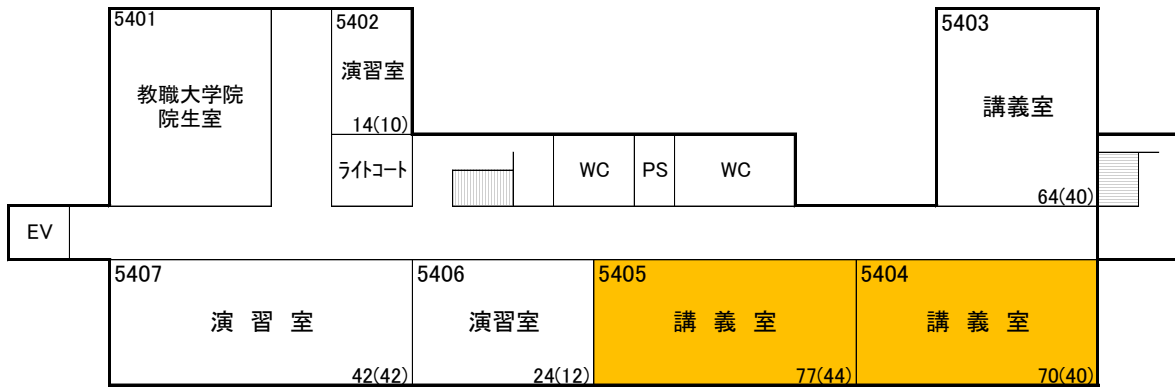 5401
教職大学院
院生室
5402
演習室
14(10)
ライトコート
WC
PS
WC
5403
講義室
64(40)
EV
5407
演 習 室
42(42)
5406
演習室
24(12)
5405
講 義 室
77(44)
5404
講 義 室
70(40)